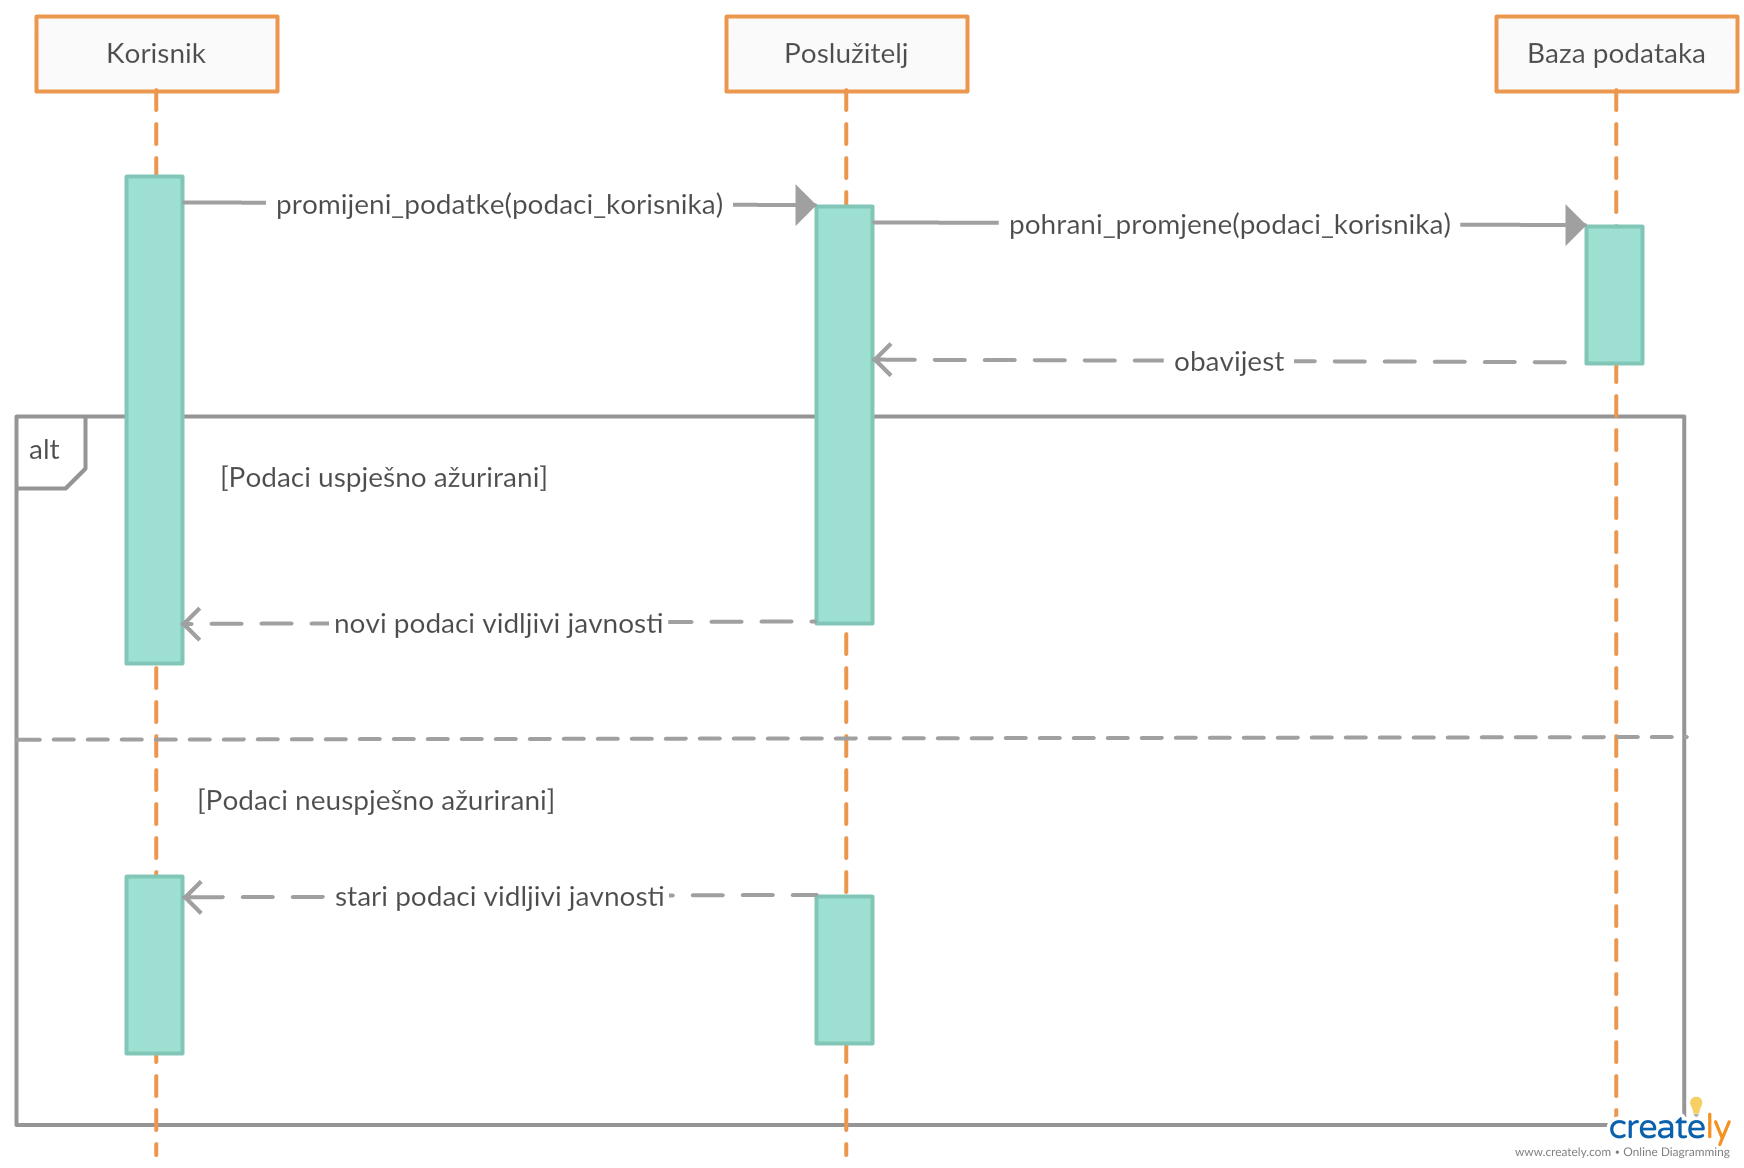 Korisnik
Poslužitelj
Baza podataka
promijeni_podatke(podaci_korisnika)
pohrani_promjene(podaci_korisnika)
obavijest
alt
[Podaci uspješno ažurirani]
novi podaci vidljivi javnosti
[Podaci neuspješno ažurirani]
stari podaci vidljivi javnosti
creately
www.creately.com • Online Diagramming